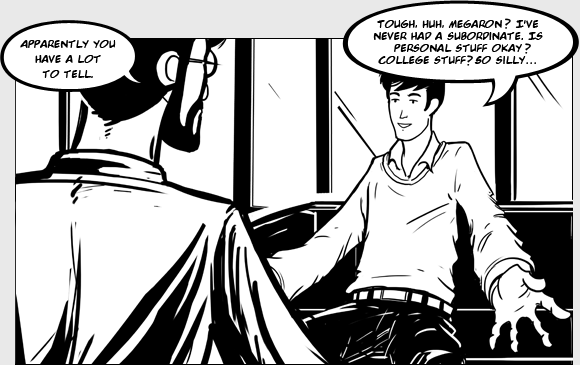 APPARENTLY YOU
HAVE A LOT
TO TELL.
TOUGH, HUH, MEGARON? I'VE
NEVER HAD A SUBORDINATE. IS
PERSONAL STUFF OKAY?
COLLEGE STUFF? SO SILLY...